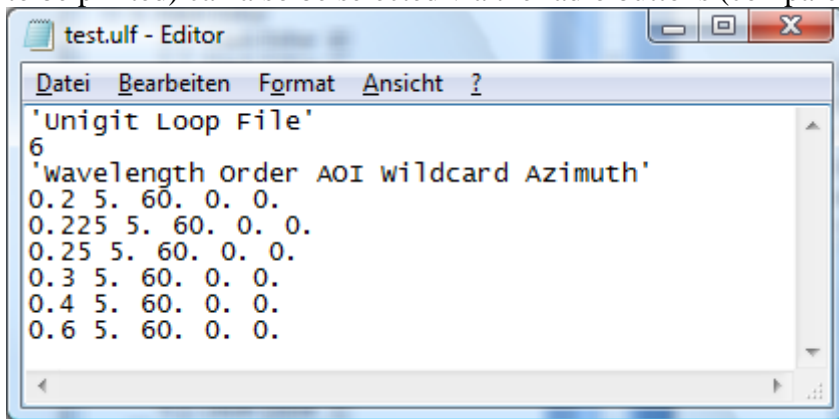 test.ulf - Editor
Datei Bearbeiten Format Ansicht ?
'Unigit Loop File'
6
'Wavelength Order AOI Wildcard Azimuth'
0.2 5. 60. 0. 0.
0.225 5. 60. 0. 0.
0.25 5. 60. 0. 0.
0.3 5. 60. 0. 0.
0.4 5. 60. 0. 0.
0.6 5. 60. 0. 0.